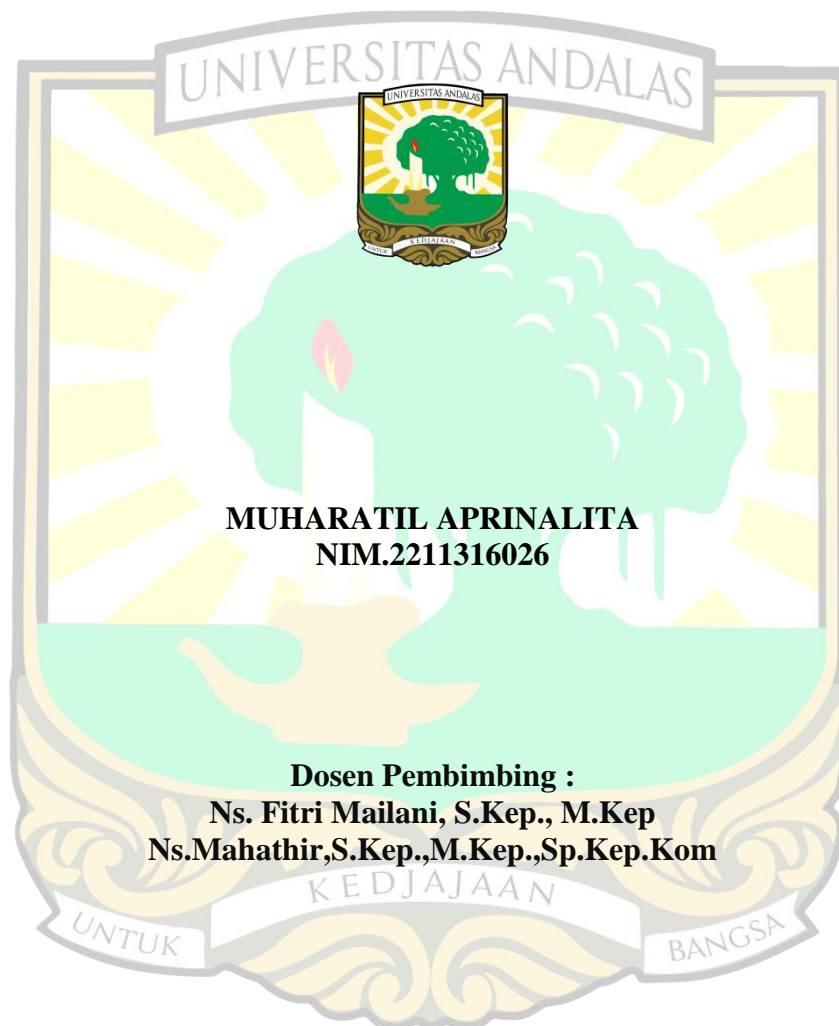 UNIVERSITAS ANDALAS
UNIVERSITAS ANDALAS
UNTUK KEDJAJAAN BANGSA
MUHARATIL APRINALITA
NIM.2211316026
Dosen Pembimbing :
Ns. Fitri Mailani, S.Kep., M.Kep
Ns.Mahathir,S.Kep.,M.Kep.,Sp.Kep.Kom
UNTUK KEDJAJAAN BANGSA